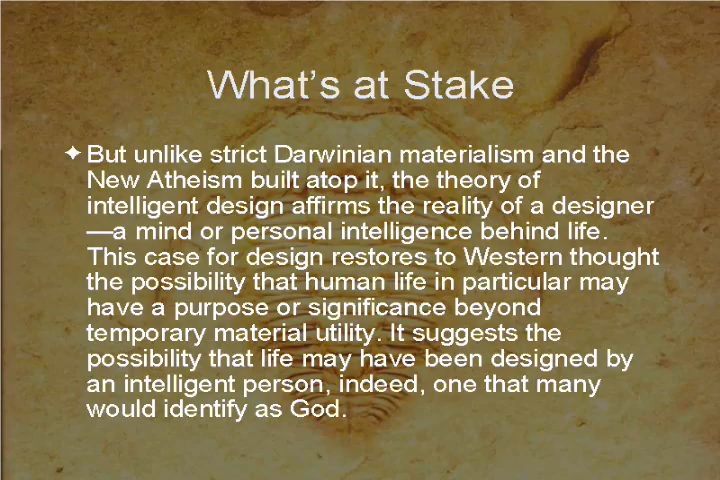 What's at Stake
✦ But unlike strict Darwinian materialism and the
New Atheism built atop it, the theory of
intelligent design affirms the reality of a designer
—a mind or personal intelligence behind life.
This case for design restores to Western thought
the possibility that human life in particular may
have a purpose or significance beyond
temporary material utility. It suggests the
possibility that life may have been designed by
an intelligent person, indeed, one that many
would identify as God.